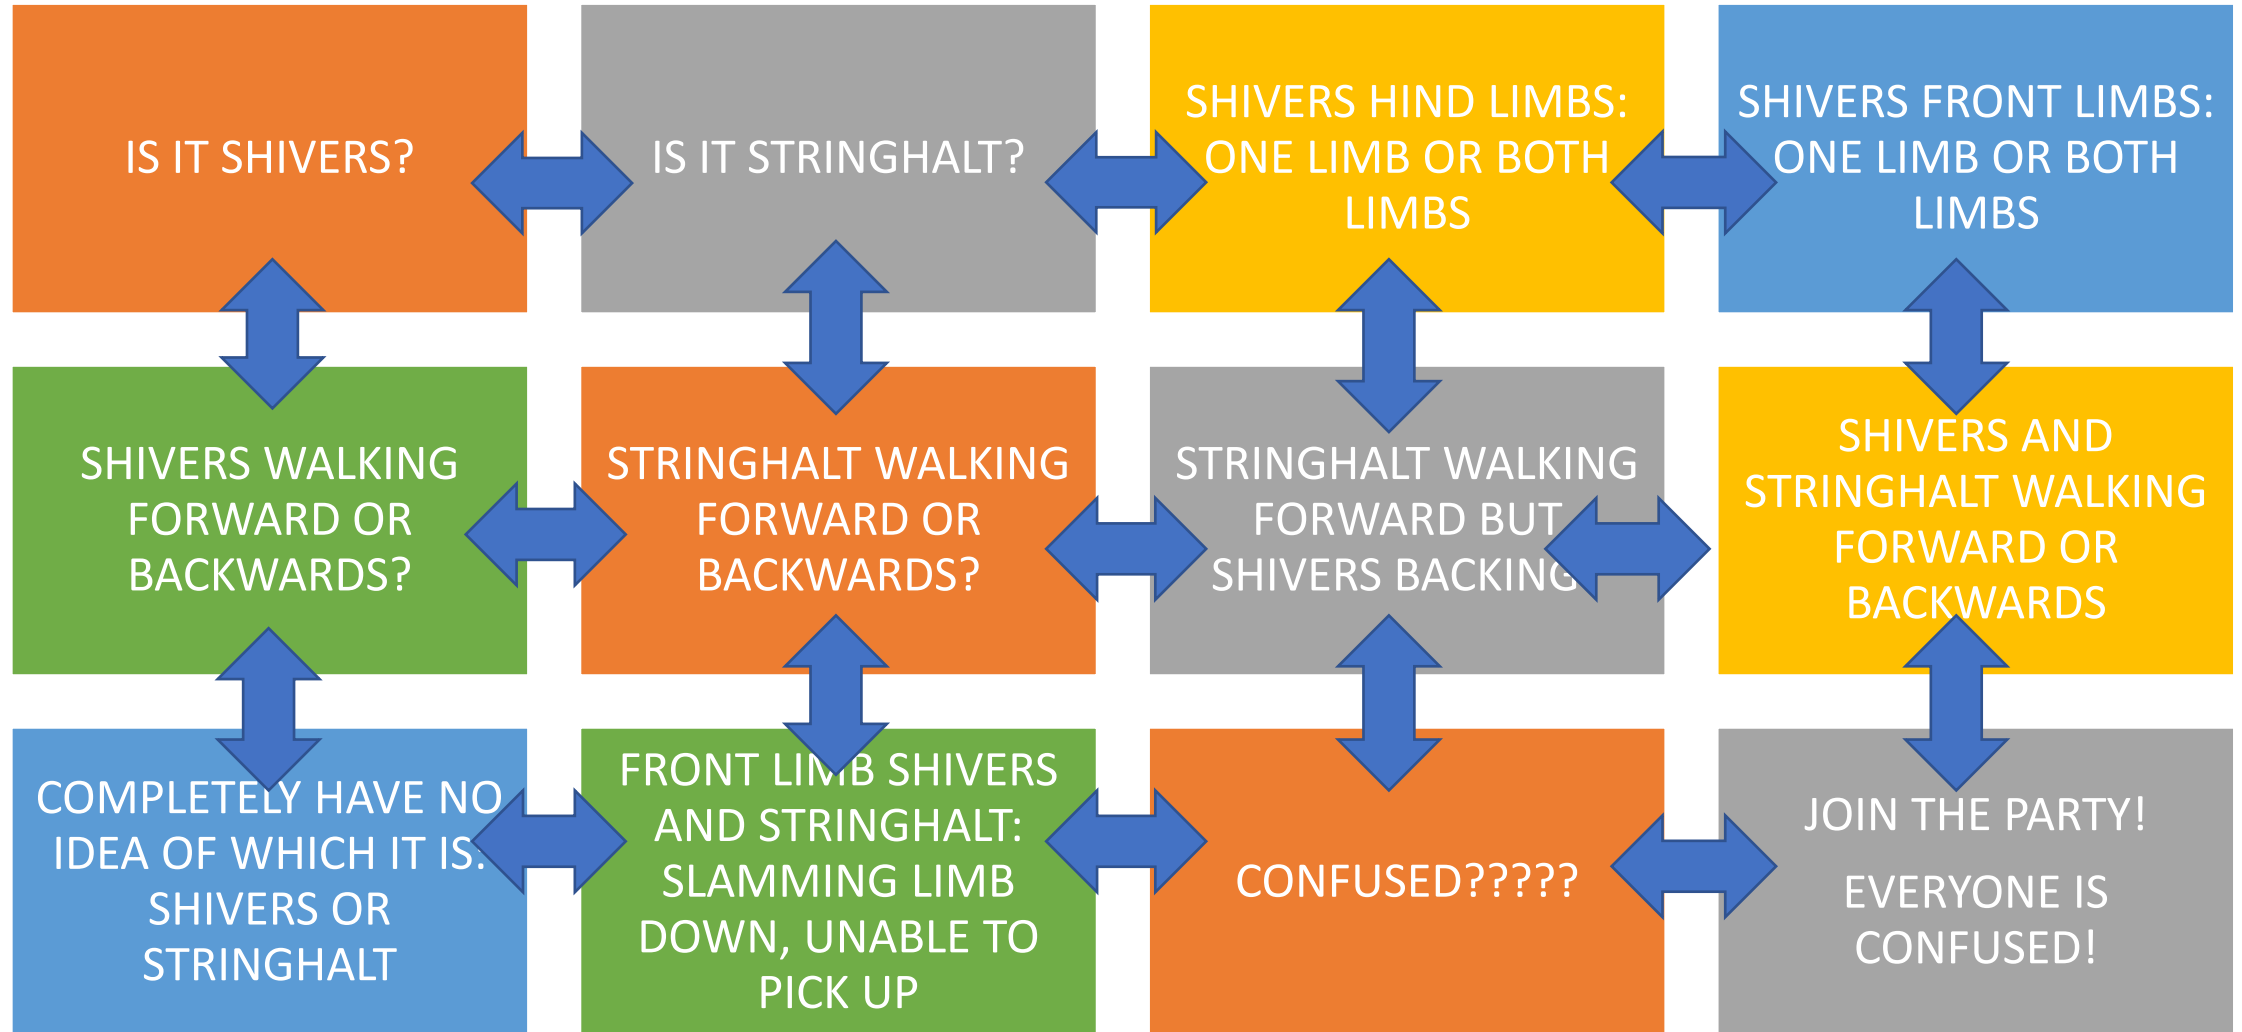 IS IT SHIVERS?
IS IT STRINGHALT?
SHIVERS HIND LIMBS:
ONE LIMB OR BOTH
LIMBS
SHIVERS FRONT LIMBS:
ONE LIMB OR BOTH
LIMBS
SHIVERS WALKING
FORWARD OR
BACKWARDS?
STRINGHALT WALKING
FORWARD OR
BACKWARDS?
STRINGHALT WALKING
FORWARD BUT
SHIVERS BACKING
SHIVERS AND
STRINGHALT WALKING
FORWARD OR
BACKWARDS
COMPLETELY HAVE NO
IDEA OF WHICH IT IS:
SHIVERS OR
STRINGHALT
FRONT LIMB SHIVERS
AND STRINGHALT:
SLAMMING LIMB
DOWN, UNABLE TO
PICK UP
CONFUSED?????
JOIN THE PARTY!
EVERYONE IS
CONFUSED!